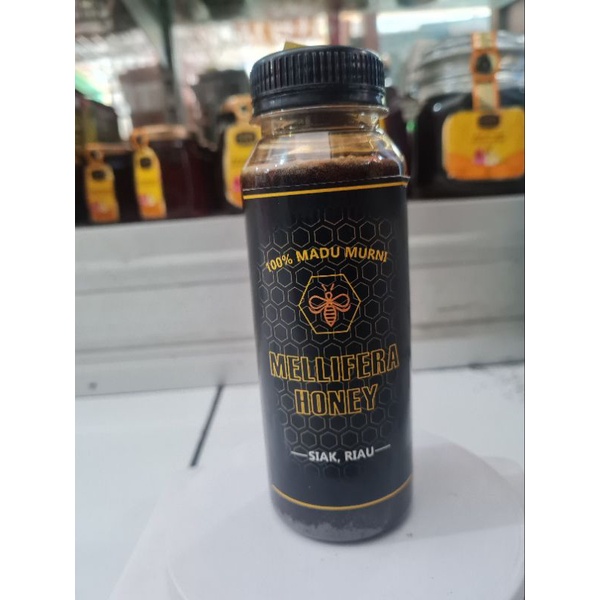 100% MADU MURNI
MELLIFERA
HONEY
SIAK, RIAU